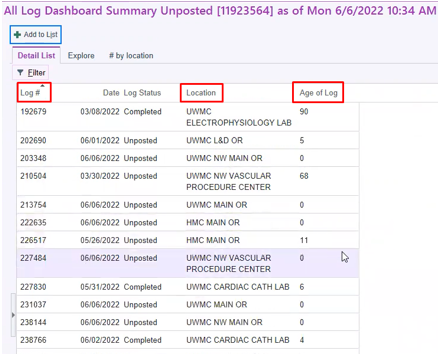 All Log Dashboard Summary Unposted [11923564] as of Mon 6/6/2022 10:34 AM
Add to List
Detail List Explore # by location
Filter
Log # Date Log Status Location Age of Log
192679 03/08/2022 Completed UWMC 90
ELECTROPHYSIOLOGY LAB
202690 06/01/2022 Unposted UWMC L&D OR 5
203348 06/06/2022 Unposted UWMC NW MAIN OR 0
210504 03/30/2022 Unposted UWMC NW VASCULAR 68
PROCEDURE CENTER
213754 06/06/2022 Unposted UWMC MAIN OR 0
222635 06/06/2022 Unposted HMC MAIN OR 0
226517 05/26/2022 Unposted HMC MAIN OR 11
227484 06/06/2022 Unposted UWMC NW VASCULAR 0
PROCEDURE CENTER
227830 05/31/2022 Completed UWMC CARDIAC CATH LAB 6
231037 06/06/2022 Unposted UWMC MAIN OR 0
238144 06/06/2022 Unposted UWMC NW MAIN OR 0
238766 06/02/2022 Completed UWMC CARDIAC CATH LAB 4